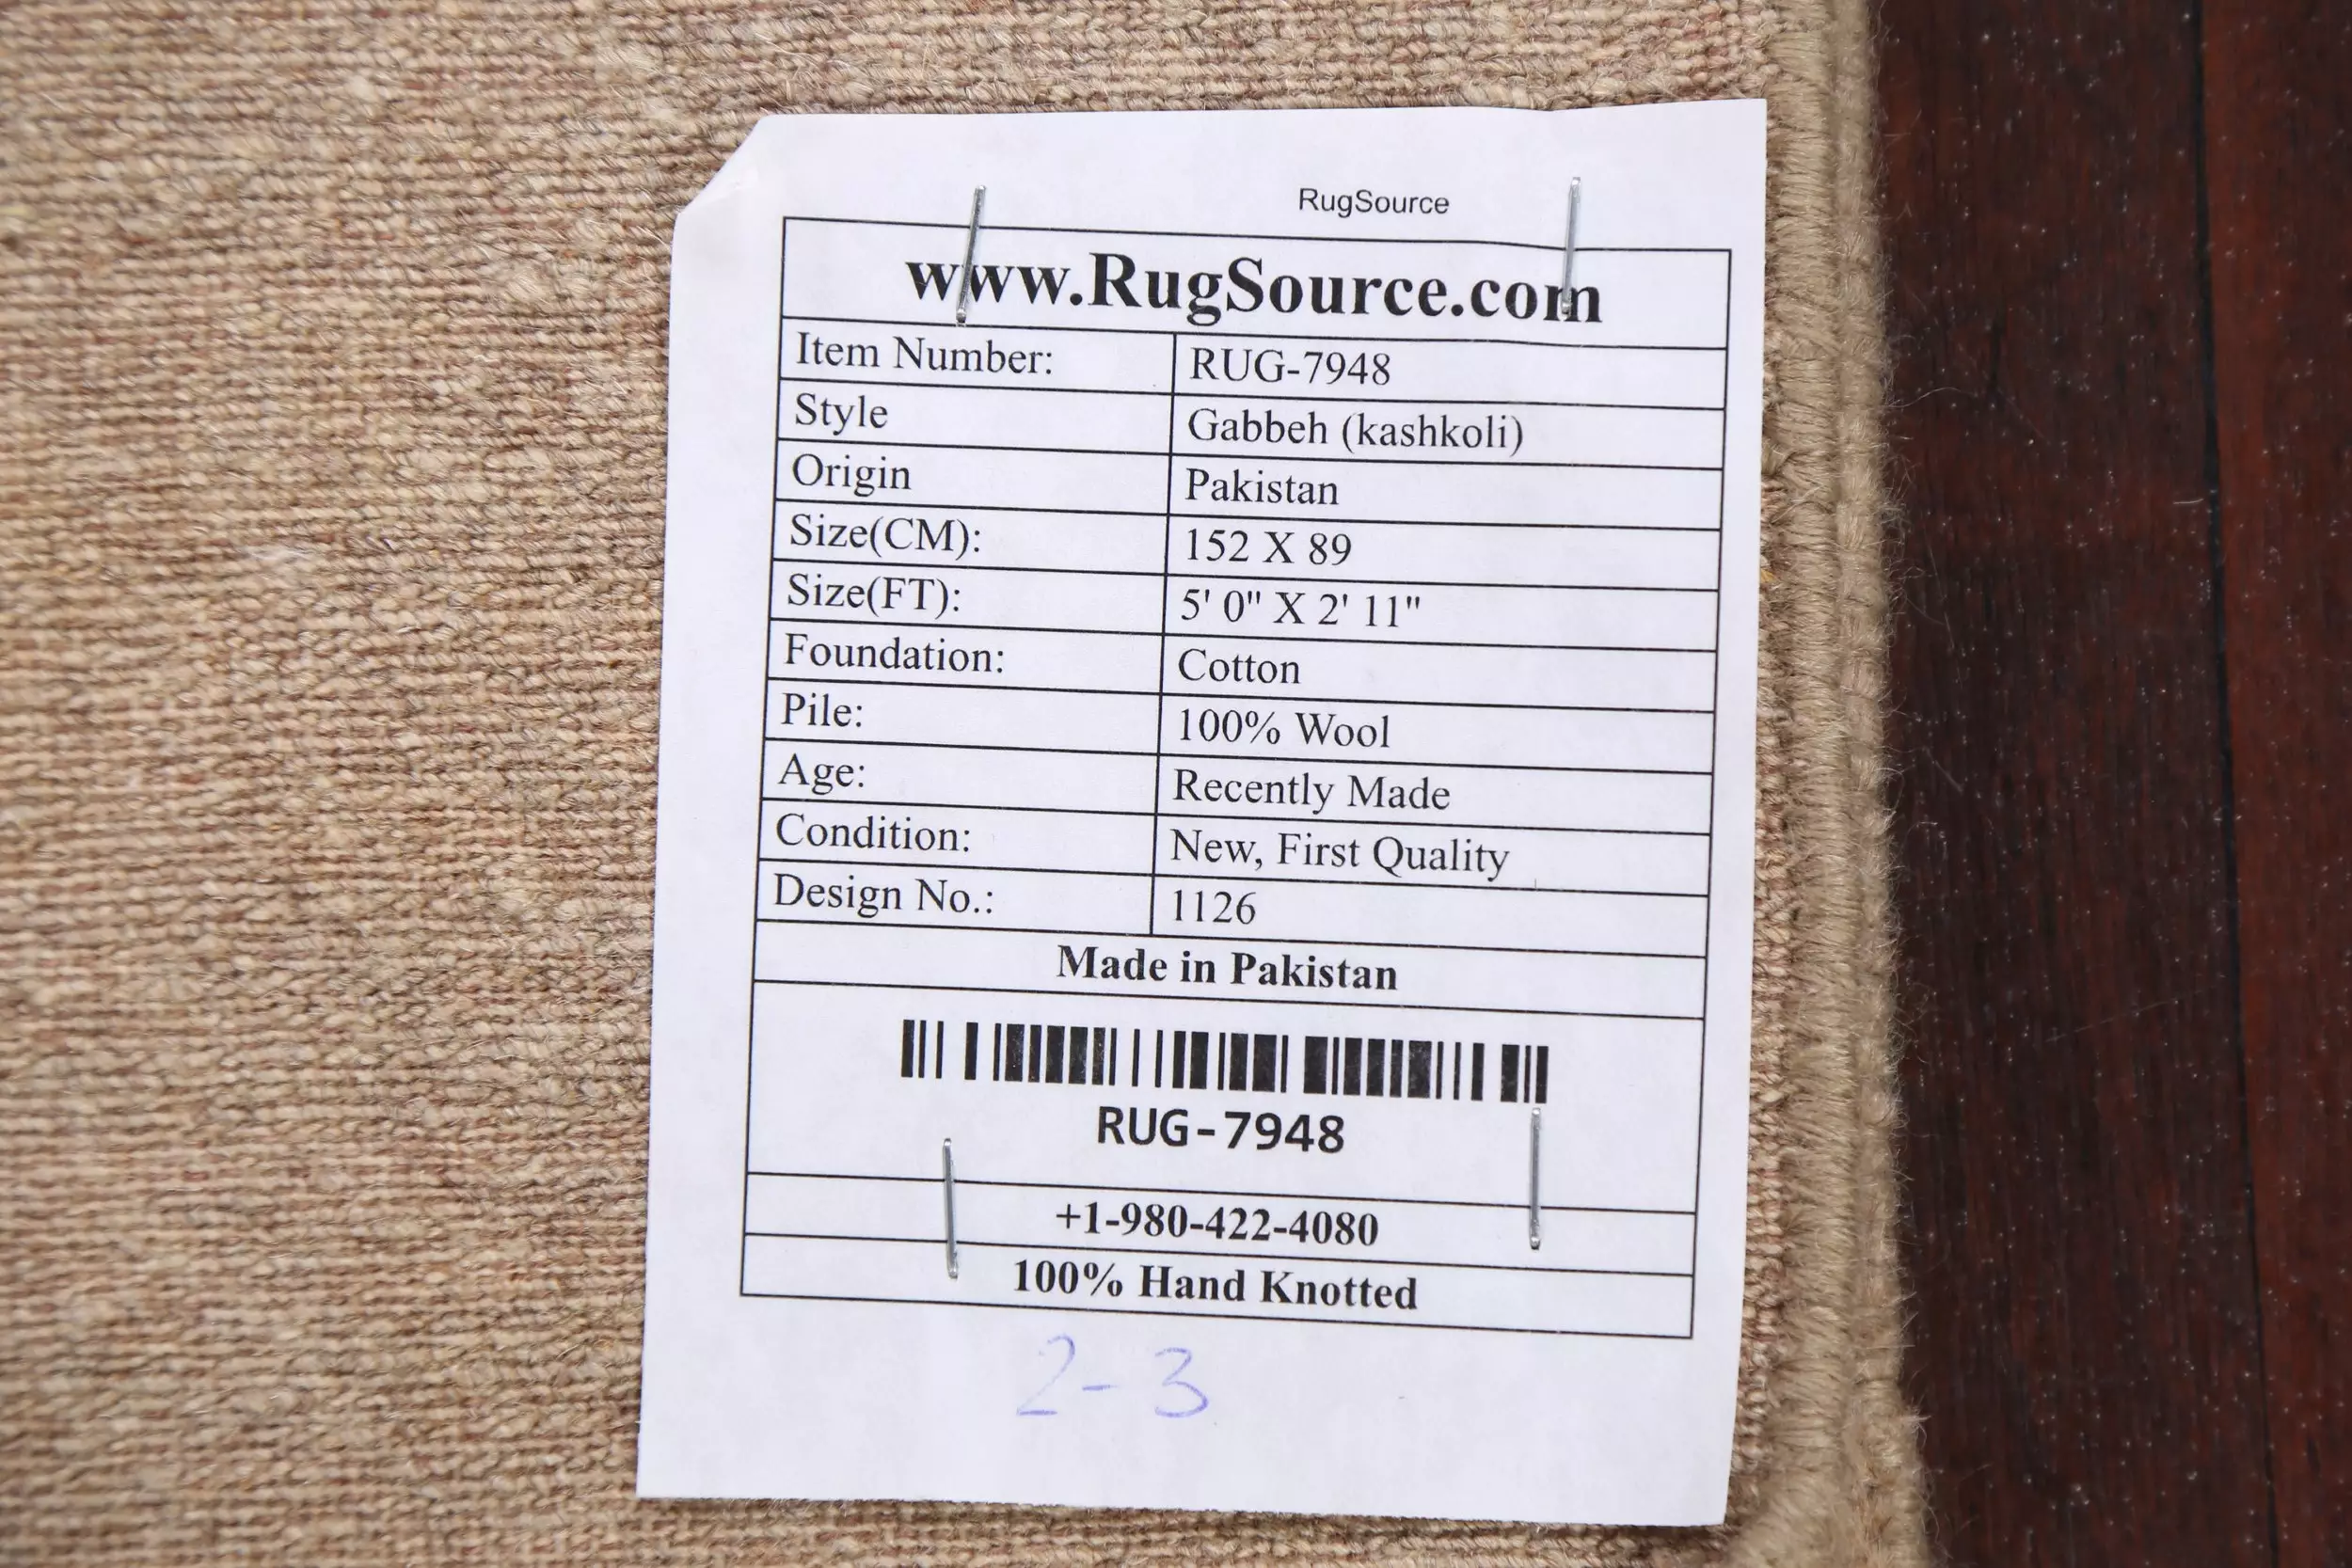 RugSource
www.RugSource.com
Item Number: RUG-7948
Style Gabbeh (kashkoli)
Origin Pakistan
Size(CM): 152 X 89
Size(FT): 5' 0" X 2' 11"
Foundation: Cotton
Pile: 100% Wool
Age: Recently Made
Condition: New, First Quality
Design No.: 1126
Made in Pakistan
RUG-7948
+1-980-422-4080
100% Hand Knotted
2-3